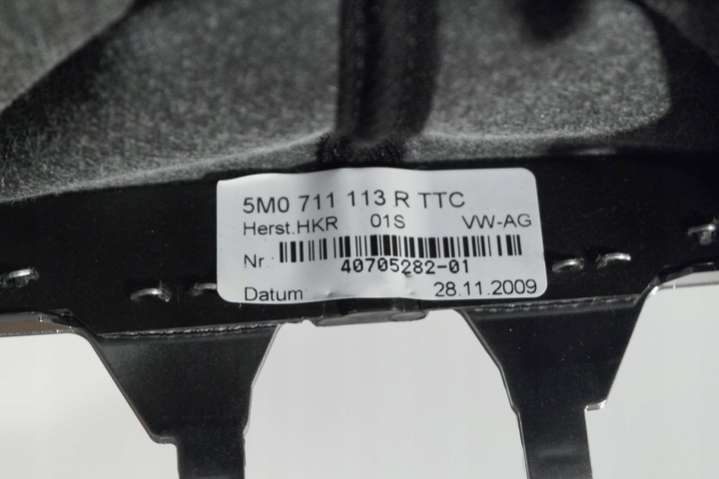 5M0 711 113 R TTC
Herst.HKR 01S VW-AG
Nr.
40705282-01
Datum 28.11.2009